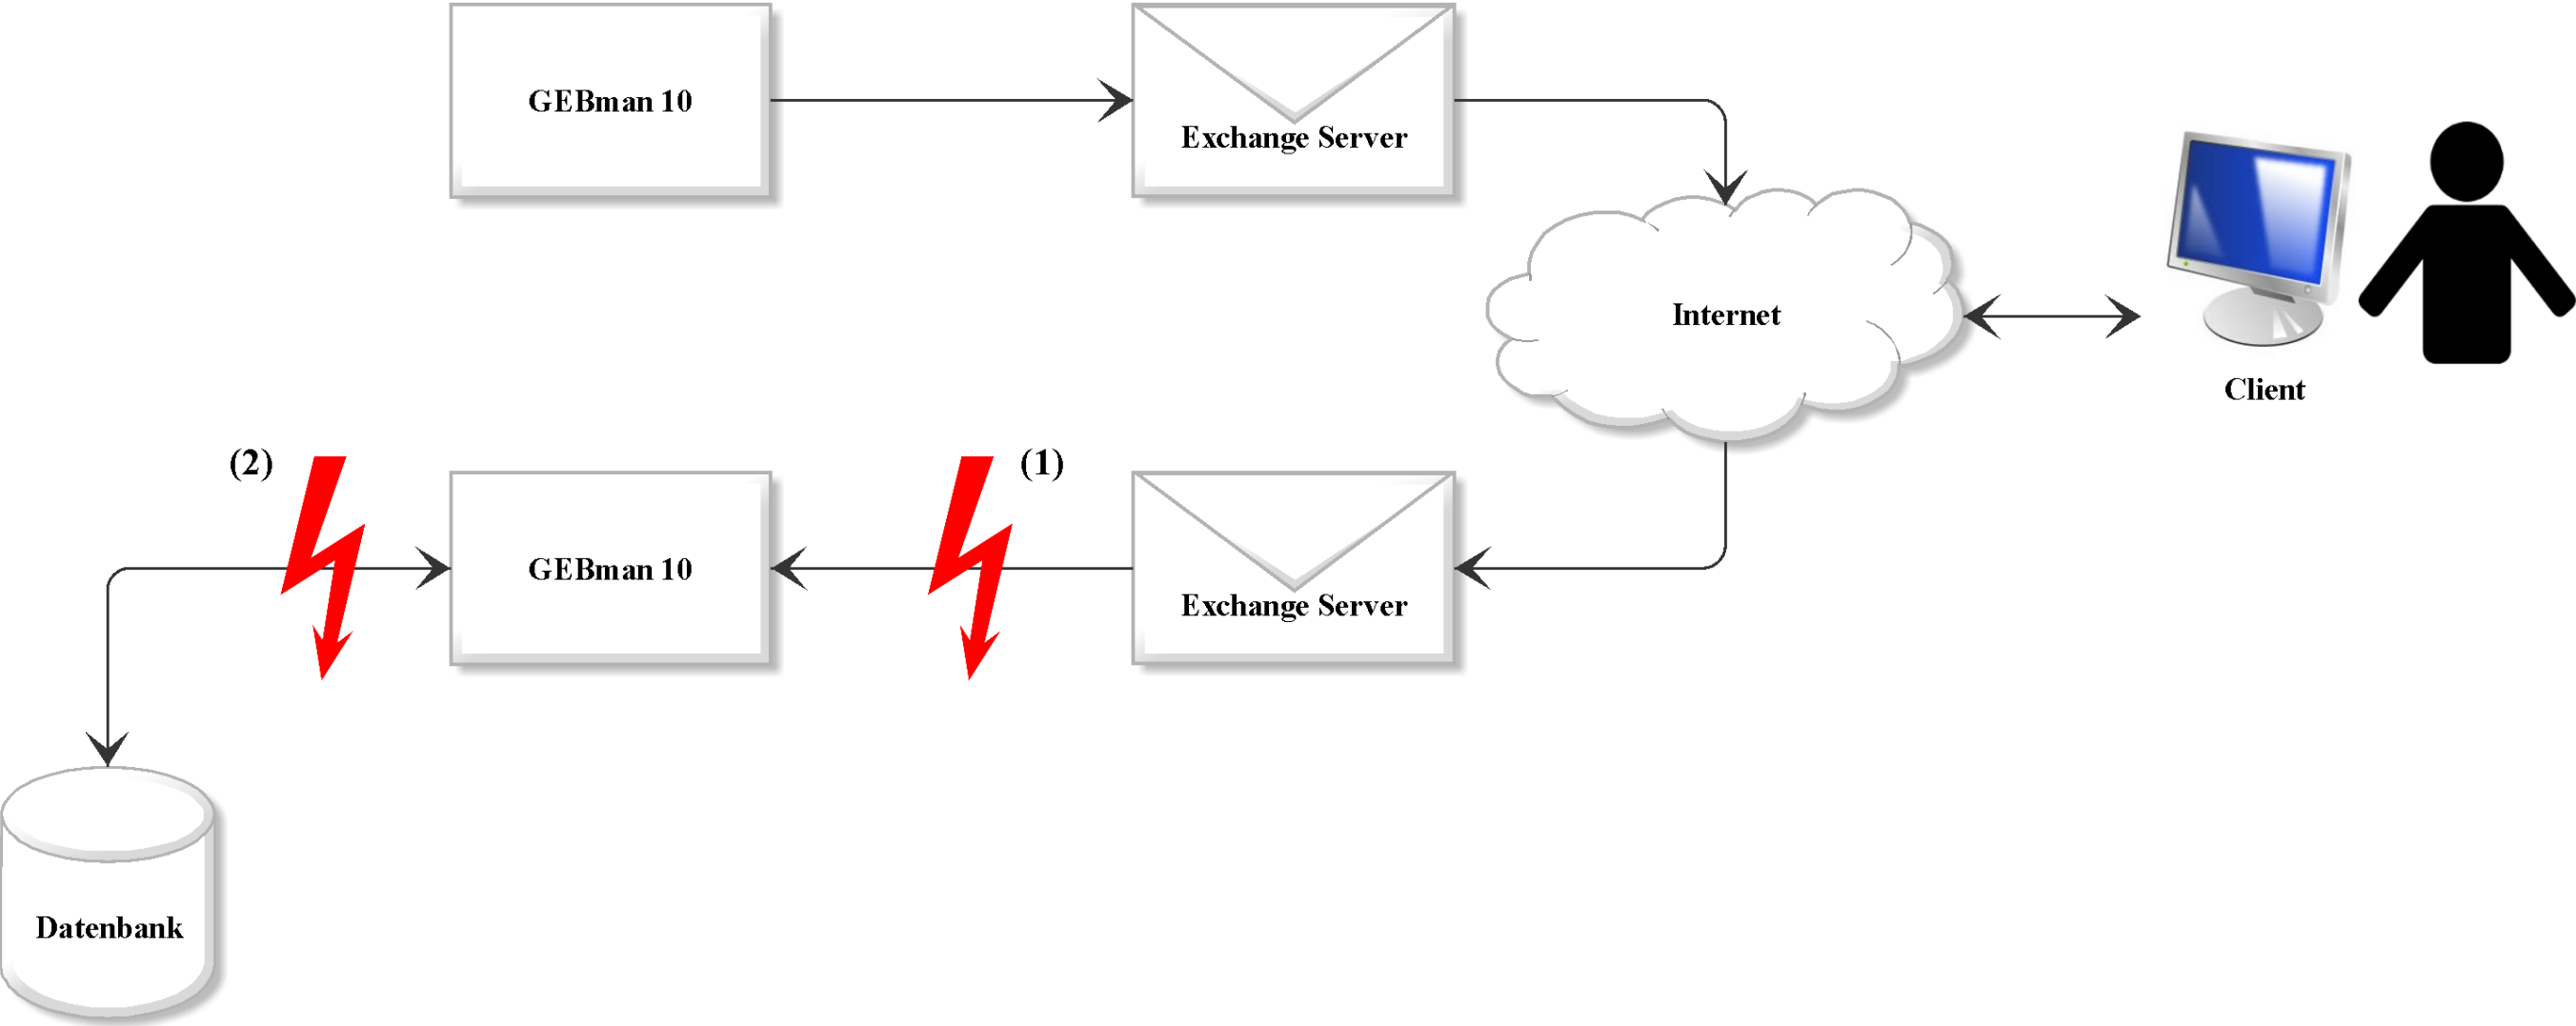 GEBman 10
Exchange Server
Internet
Client
(2)
(1)
GEBman 10
Exchange Server
Datenbank